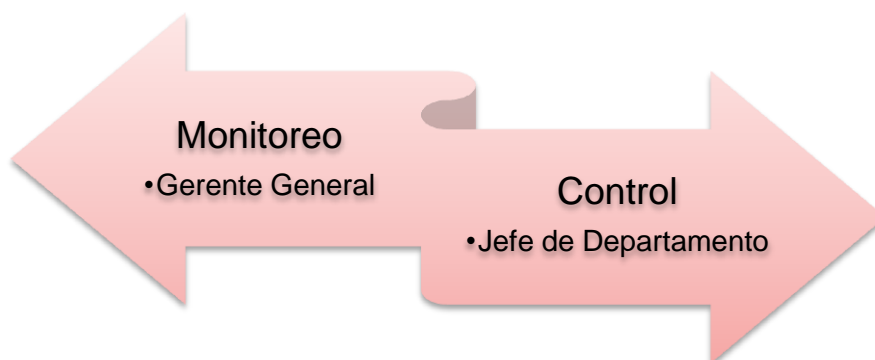 Monitoreo
•Gerente General
Control
•Jefe de Departamento